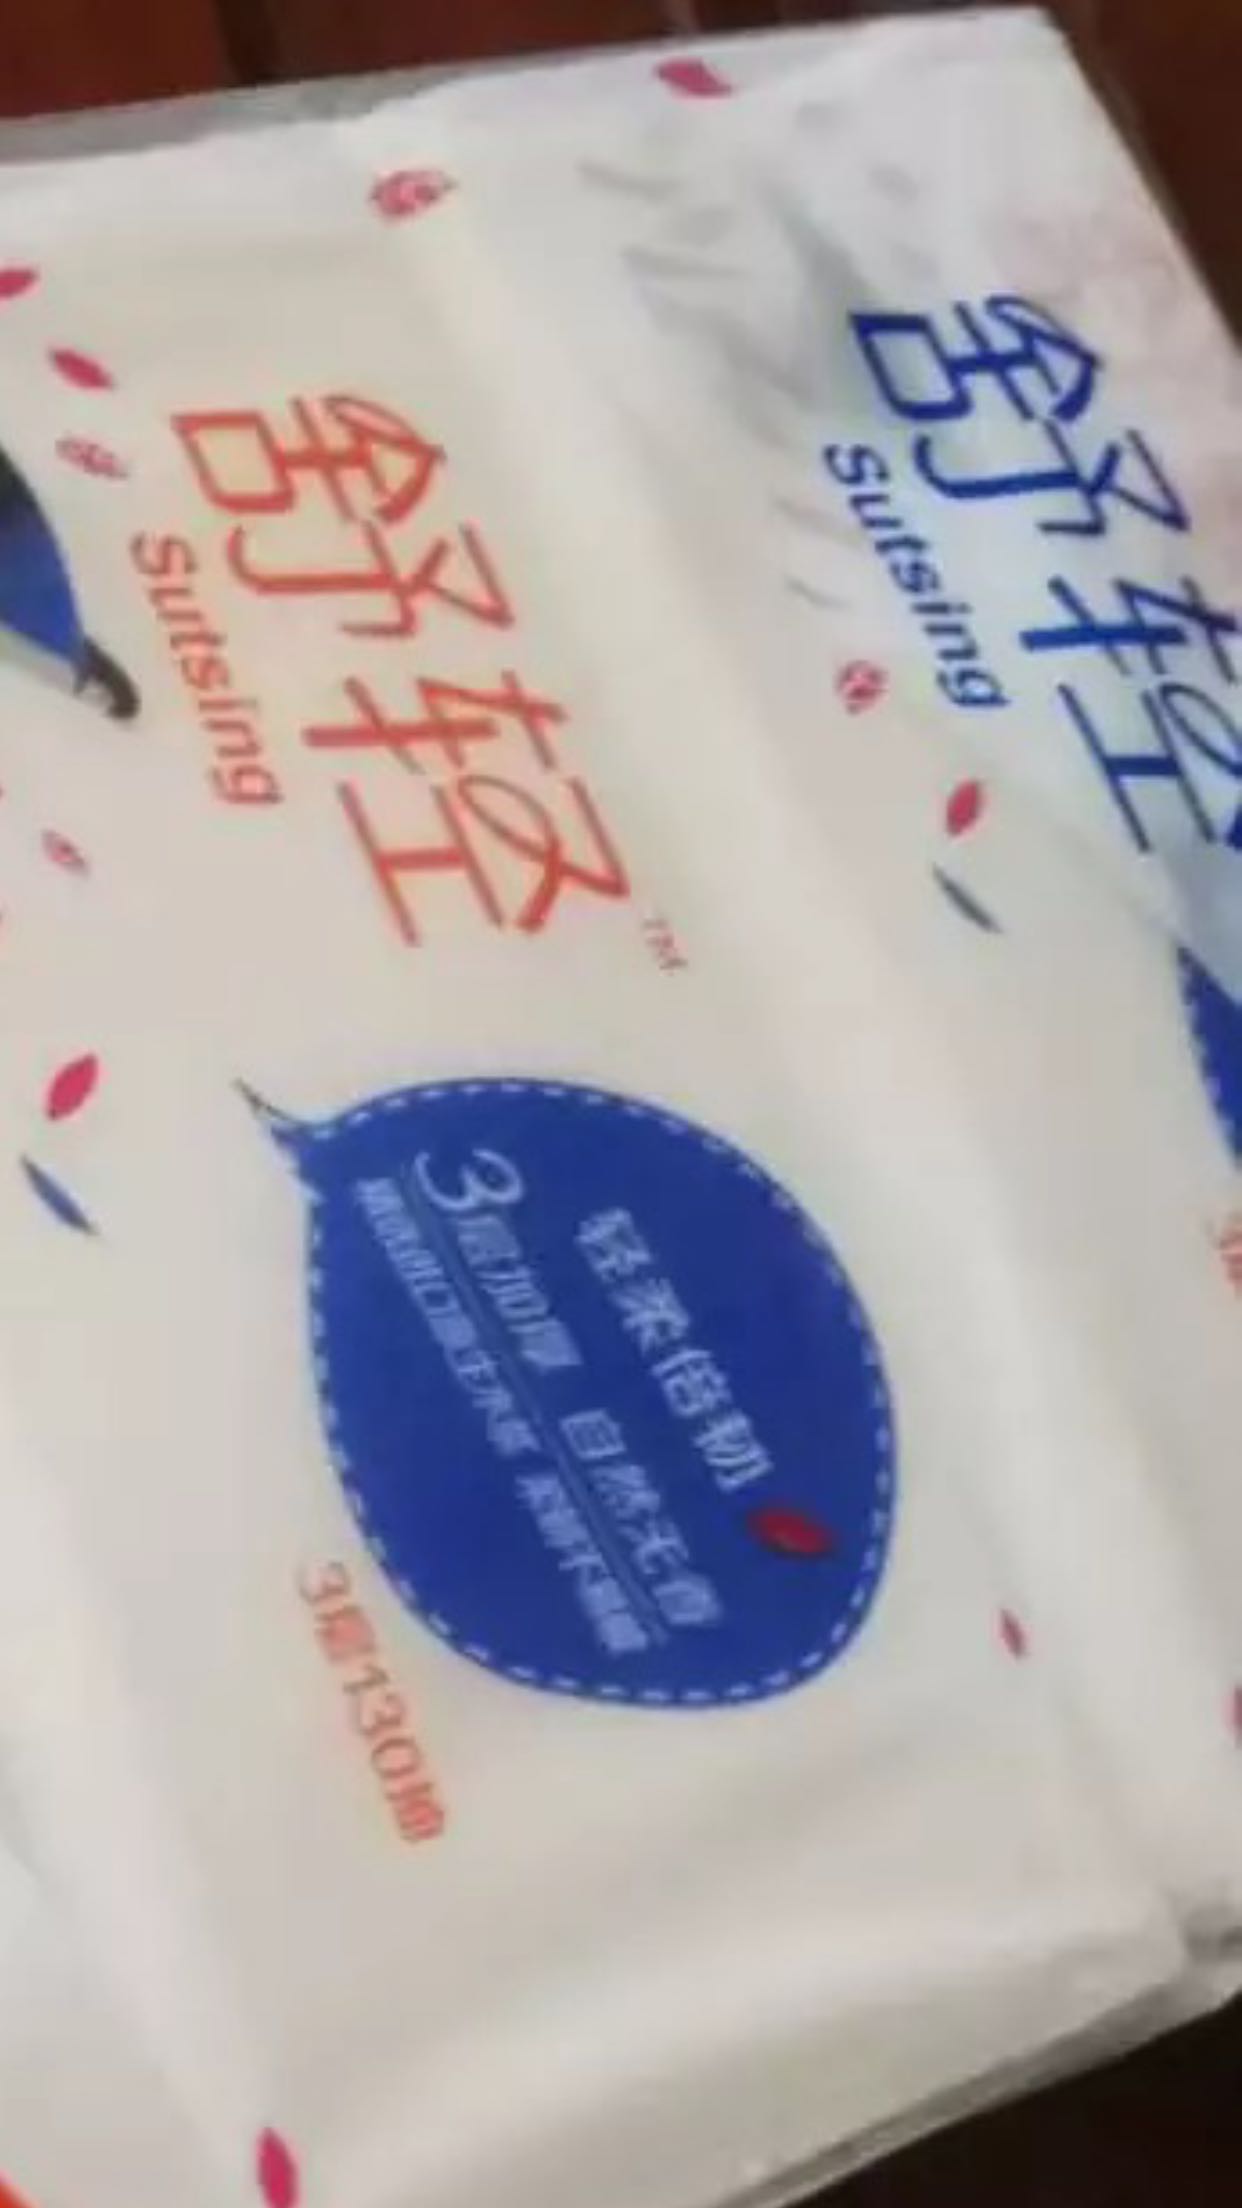 舒轻
Sutsing
TM
轻柔倍韧
3层加厚 自然无香
3层130抽
舒轻
Sutsing